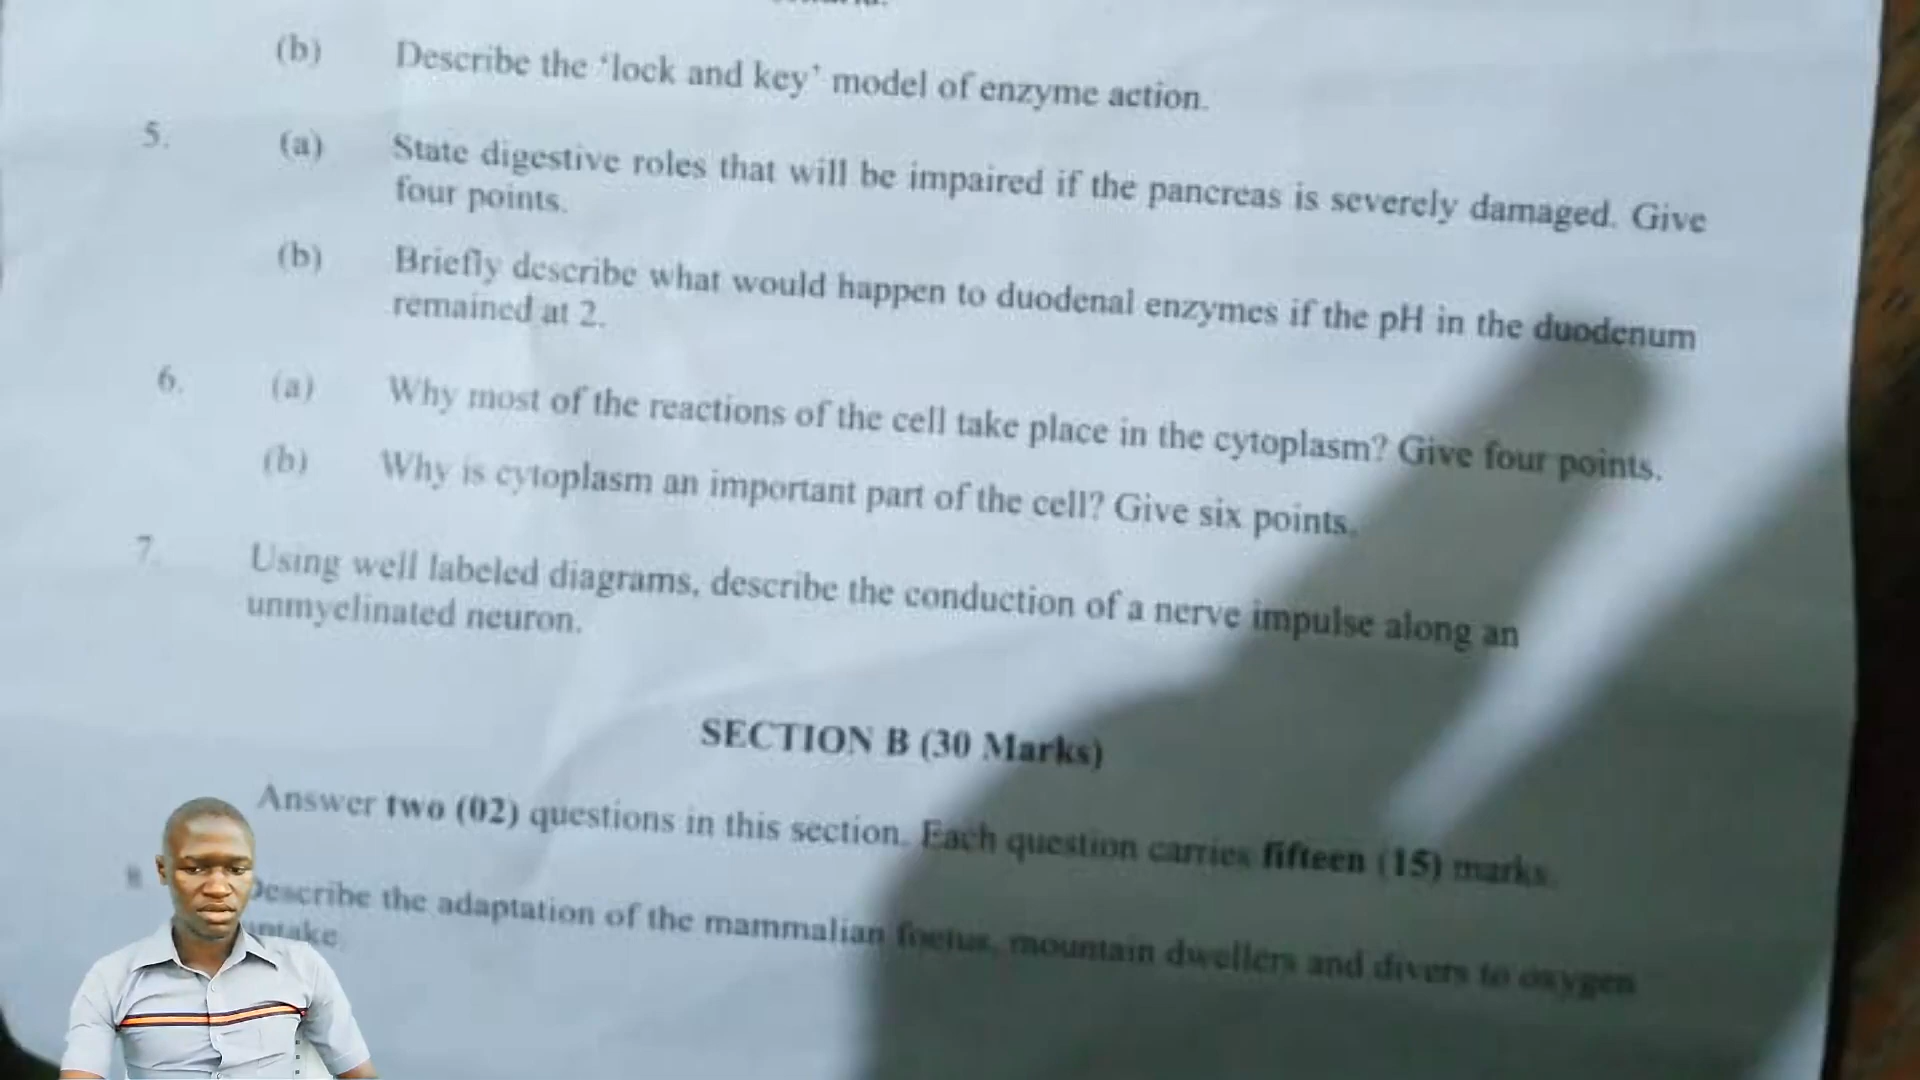 (b) Describe the ‘lock and key’ model of enzyme action.
5. (a) State digestive roles that will be impaired if the pancreas is severely damaged. Give
four points.
(b) Briefly describe what would happen to duodenal enzymes if the pH in the duodenum
remained at 2.
6. (a) Why most of the reactions of the cell take place in the cytoplasm? Give four points.
(b) Why is cytoplasm an important part of the cell? Give six points.
7. Using well labeled diagrams, describe the conduction of a nerve impulse along an
unmyelinated neuron.
SECTION B (30 Marks)
Answer two (02) questions in this section. Each question carries fifteen (15) marks.
Describe the adaptation of the mammalian foetus, mountain dwellers and divers to oxygen
uptake.